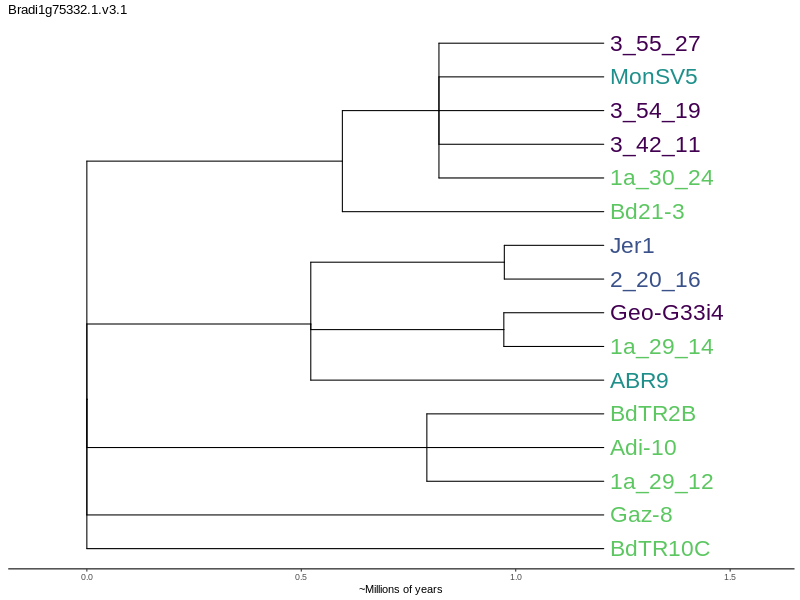 Bradi1g75332.1.v3.1
3_55_27
MonSV5
3_54_19
3_42_11
1a_30_24
Bd21-3
Jer1
2_20_16
Geo-G33i4
1a_29_14
ABR9
BdTR2B
Adi-10
1a_29_12
Gaz-8
BdTR10C
0.0 0.5 1.0 1.5
~Millions of years